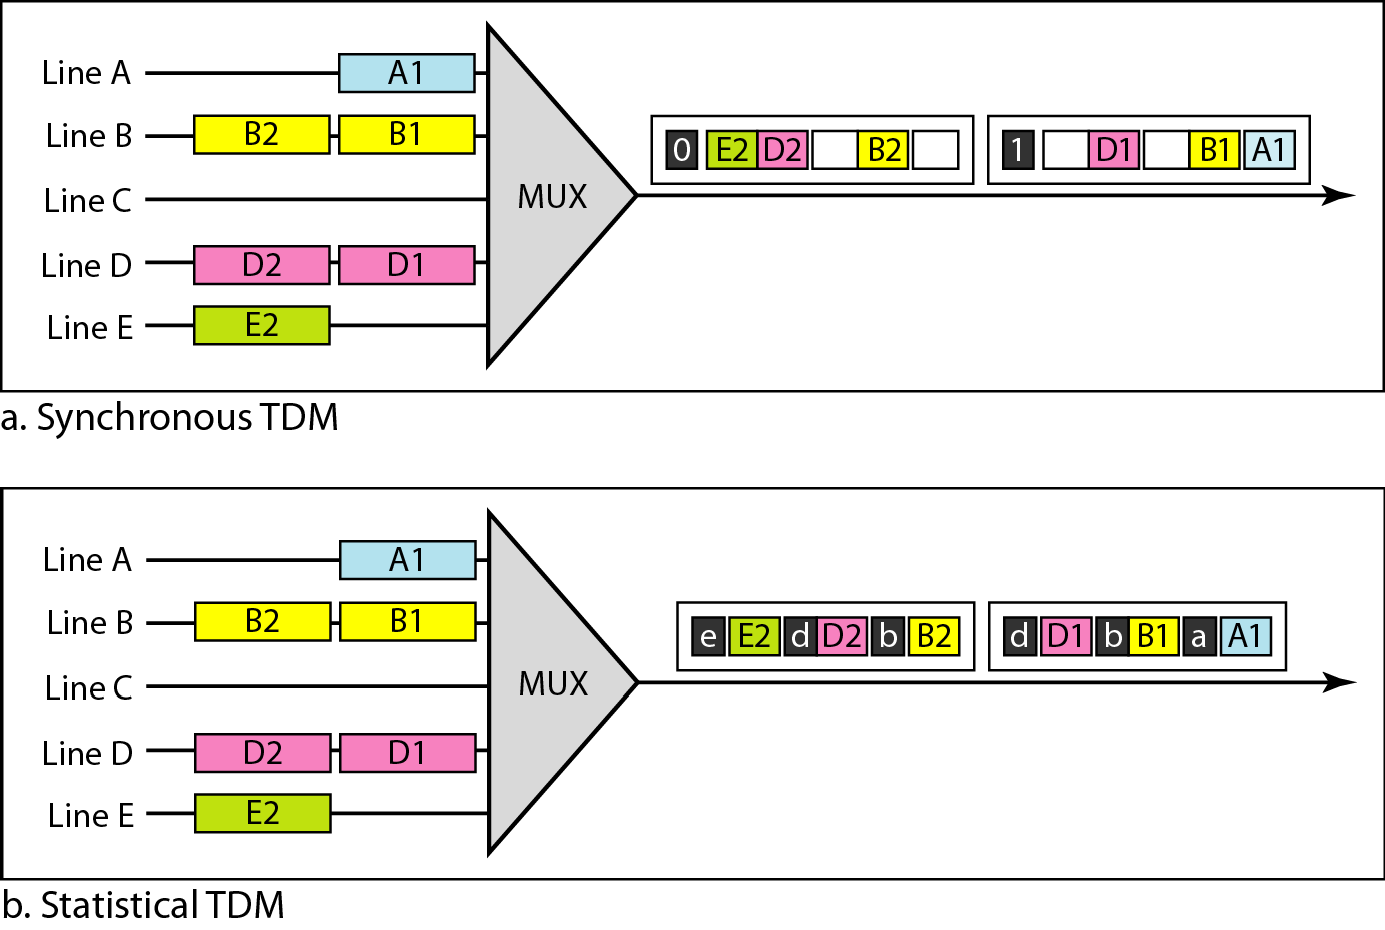 Line A A1
Line B B2 B1
Line C
Line D D2 D1
Line E E2
MUX
0 E2 D2 B2
1 D1 B1 A1
a. Synchronous TDM
Line A A1
Line B B2 B1
Line C
Line D D2 D1
Line E E2
MUX
e E2 d D2 b B2
d D1 b B1 a A1
b. Statistical TDM